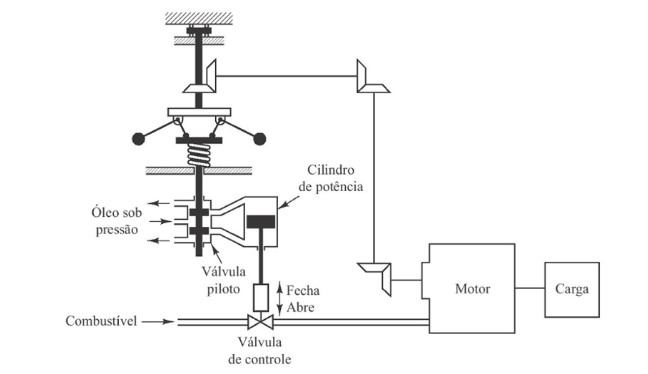 Cilindro
de potência
Óleo sob
pressão
Válvula
piloto
Fecha
Abre
Motor
Carga
Combustível
Válvula
de controle